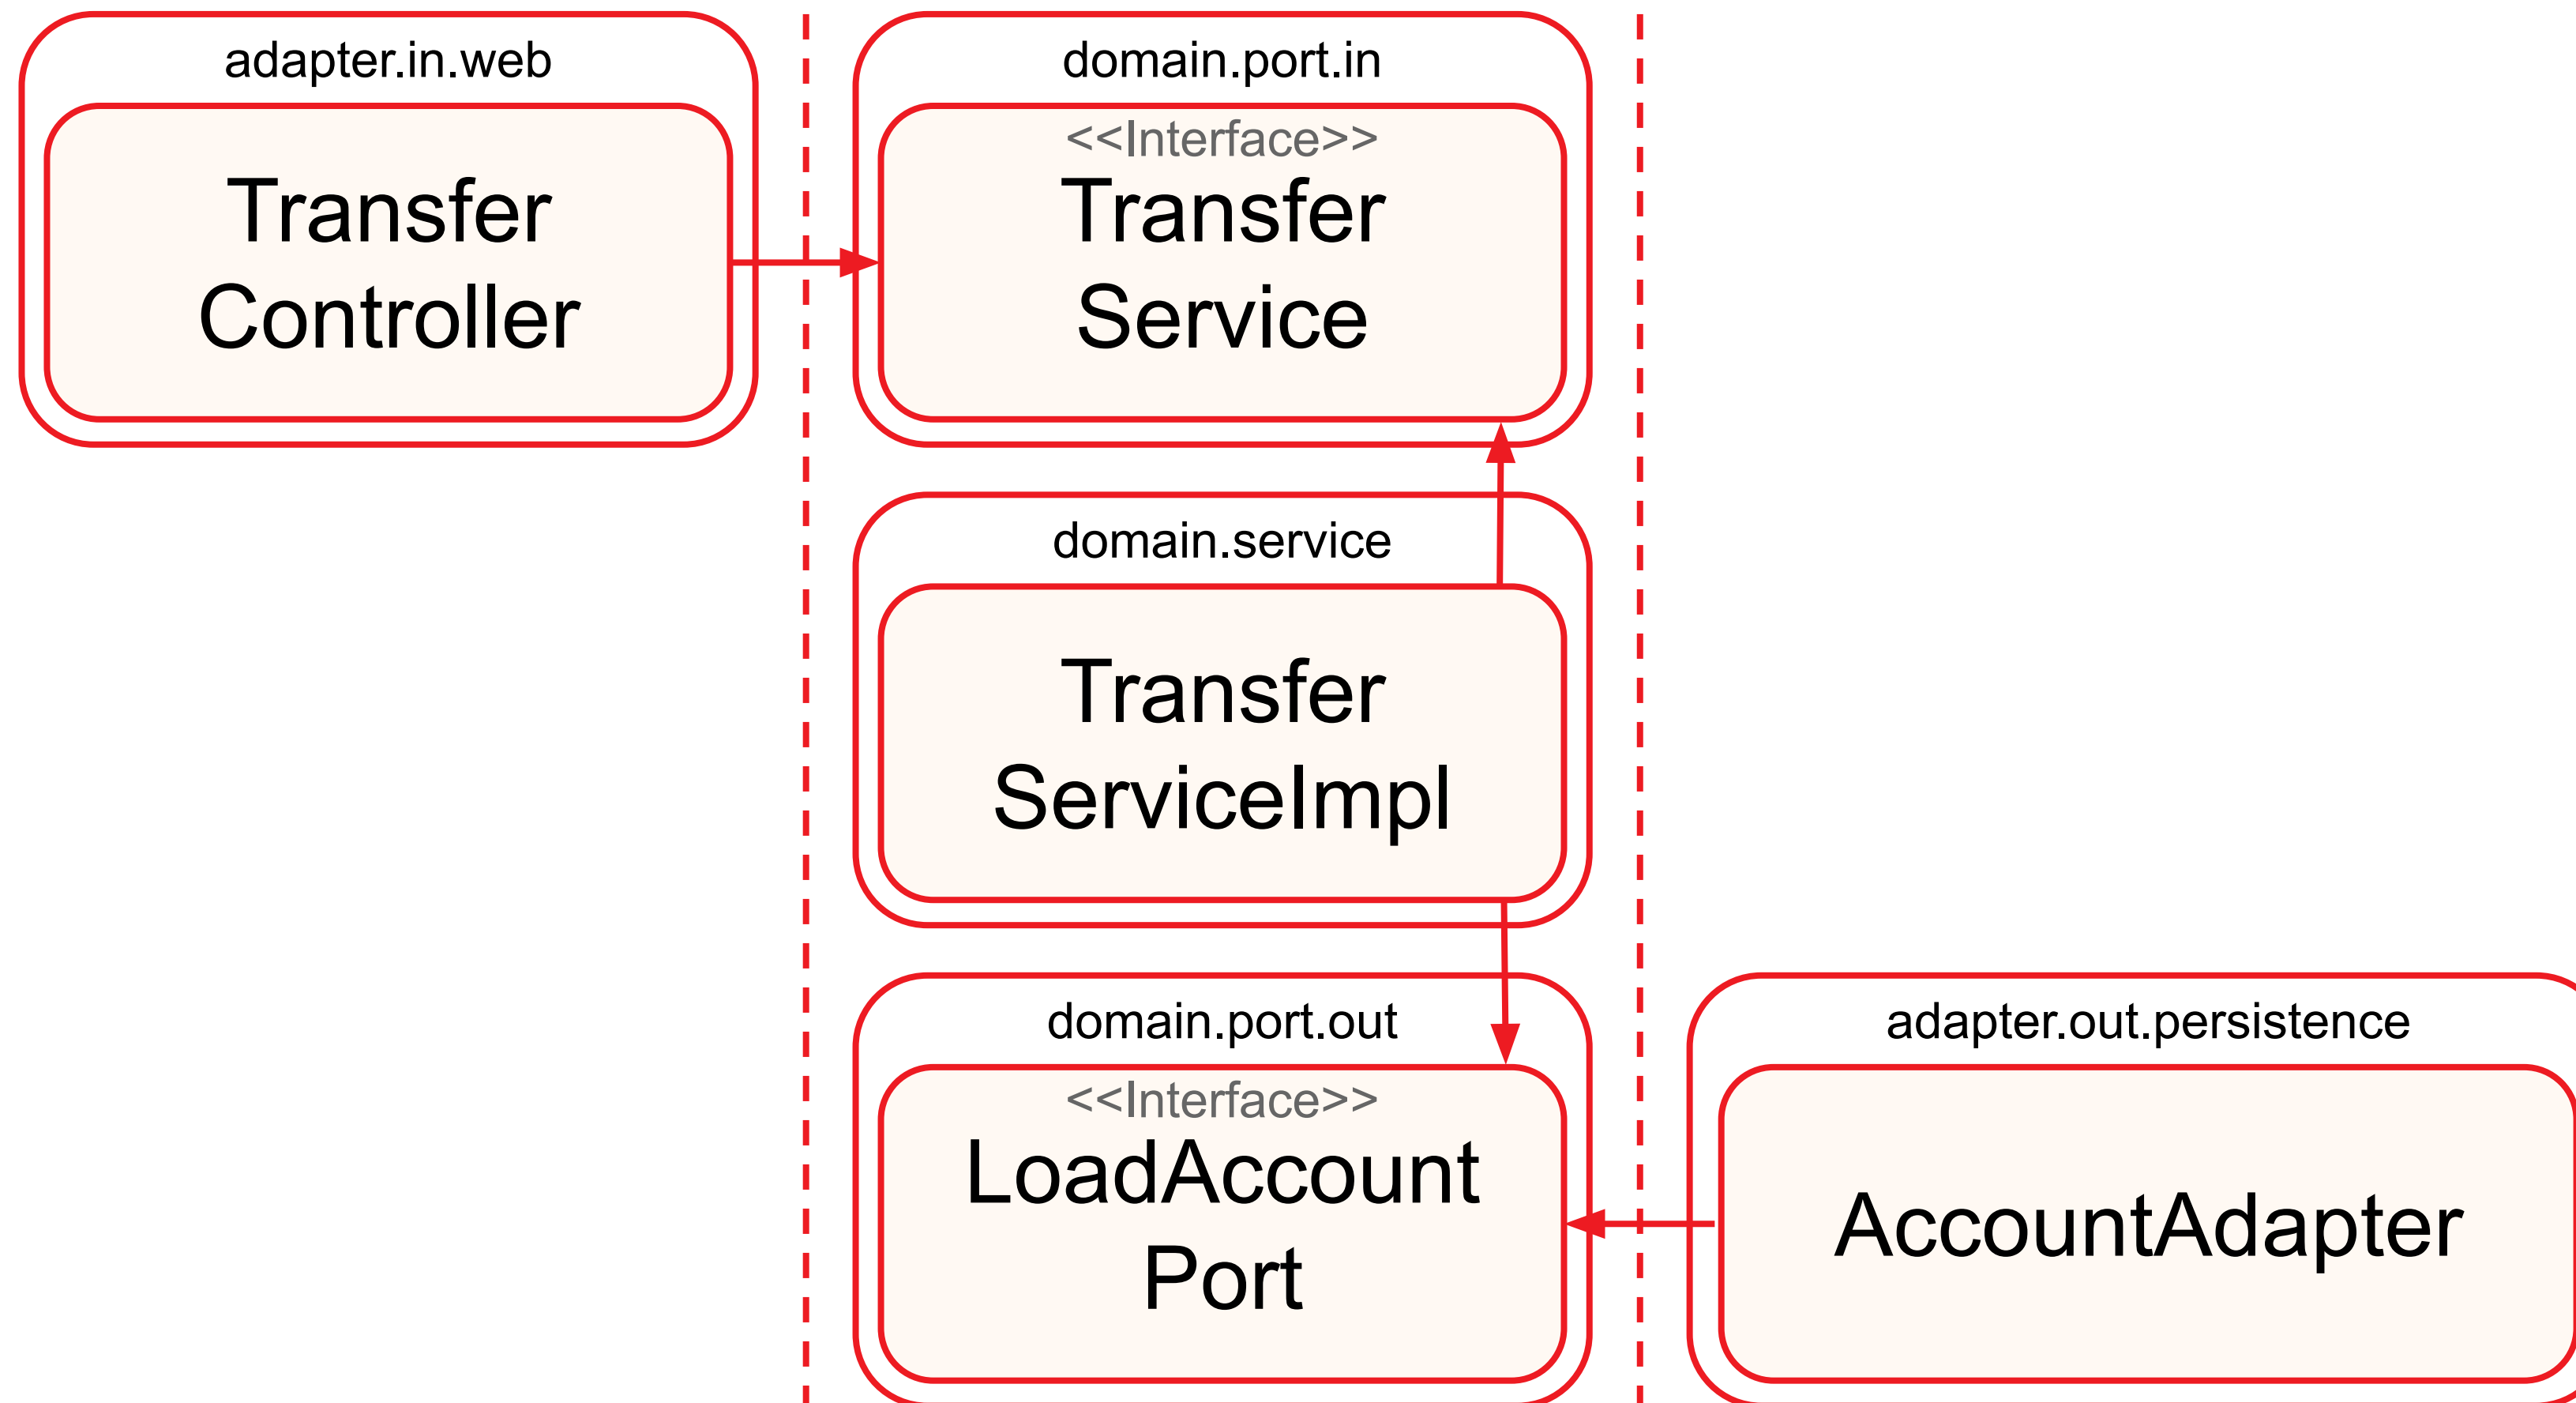 adapter.in.web
Transfer
Controller
domain.port.in
<<Interface>>
Transfer
Service
domain.service
Transfer
ServiceImpl
domain.port.out
<<Interface>>
LoadAccount
Port
adapter.out.persistence
AccountAdapter